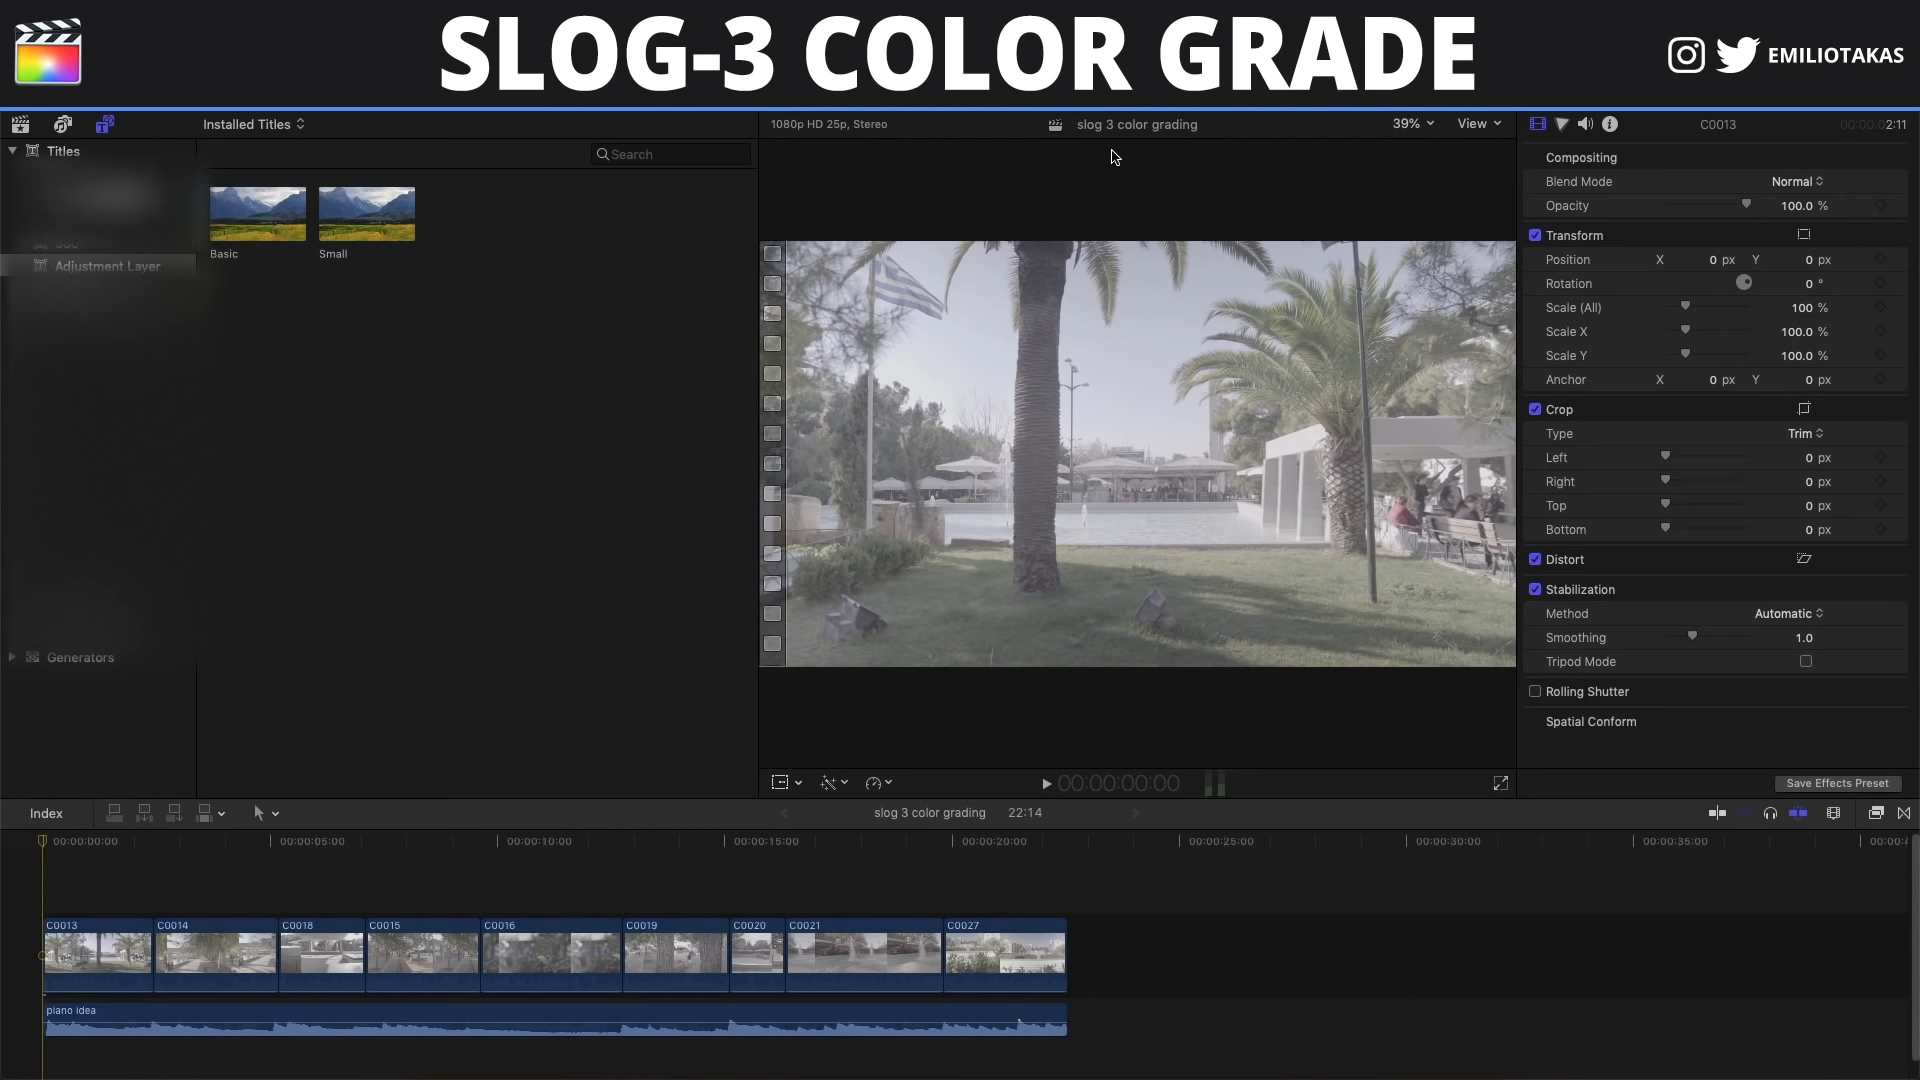 SLOG-3 COLOR GRADE
EMILIOTAKAS
Installed Titles
1080p HD 25p, Stereo
slog 3 color grading
39%
View
C0013
00:00:02:11
Titles
Search
Adjustment Layer
Basic
Small
Generators
Compositing
Blend Mode Normal
Opacity 100.0 %
Transform
Position X 0 px Y 0 px
Rotation 0 °
Scale (All) 100 %
Scale X 100.0 %
Scale Y 100.0 %
Anchor X 0 px Y 0 px
Crop
Type Trim
Left 0 px
Right 0 px
Top 0 px
Bottom 0 px
Distort
Stabilization
Method Automatic
Smoothing 1.0
Tripod Mode
Rolling Shutter
Spatial Conform
00:00:00:00
Save Effects Preset
Index
slog 3 color grading 22:14
00:00:00:00 00:00:05:00 00:00:10:00 00:00:15:00 00:00:20:00 00:00:25:00 00:00:30:00 00:00:35:00
C0013 C0014 C0018 C0015 C0016 C0019 C0020 C0021 C0027
piano idea